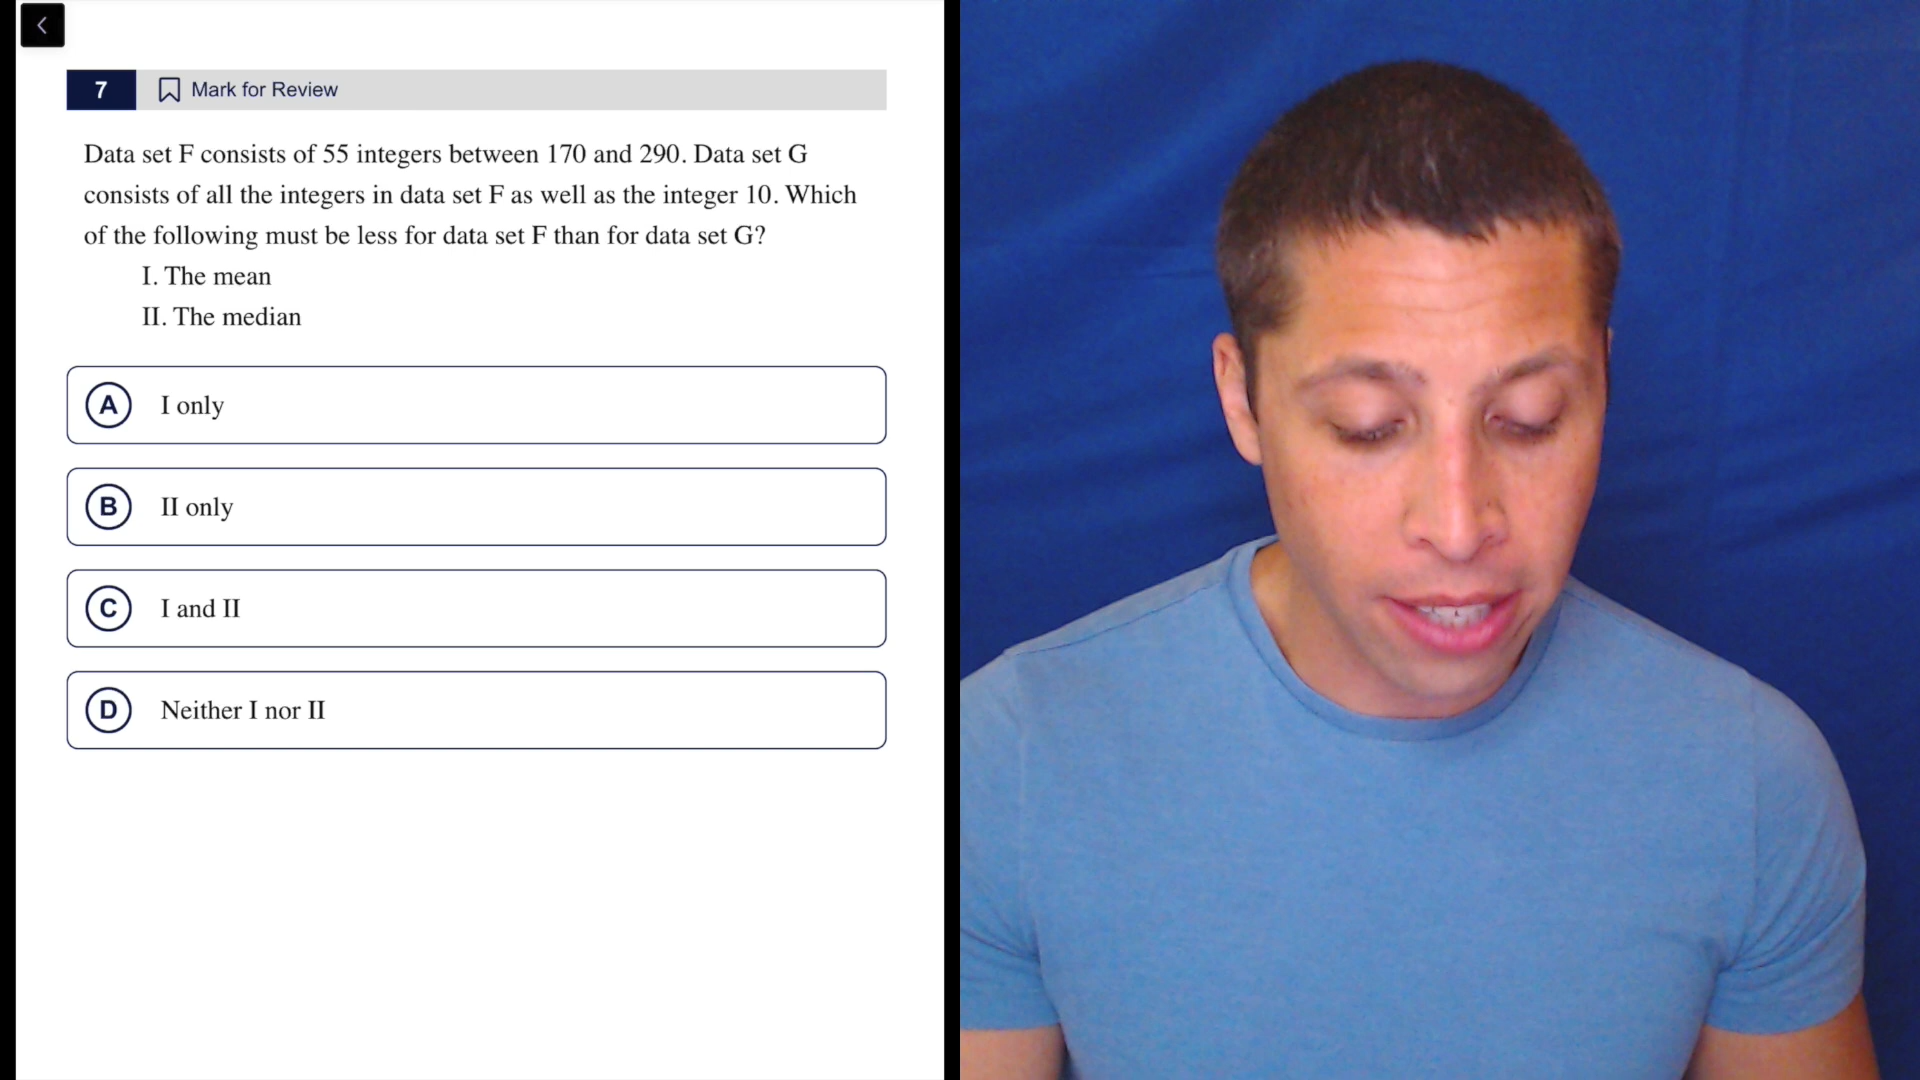 7
Mark for Review
Data set F consists of 55 integers between 170 and 290. Data set G
consists of all the integers in data set F as well as the integer 10. Which
of the following must be less for data set F than for data set G?
I. The mean
II. The median
A I only
B II only
C I and II
D Neither I nor II